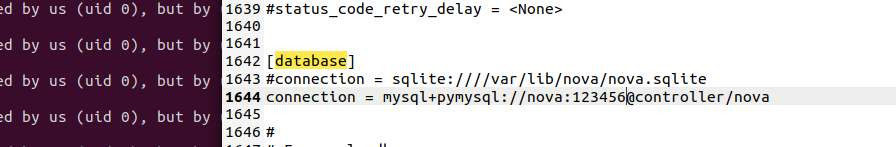 ed by us (uid 0), but by
1639 #status_code_retry_delay = <None>
ed by us (uid 0), but by
1640
1641
ed by us (uid 0), but by
1642 [database]
ed by us (uid 0), but by
1643 #connection = sqlite:////var/lib/nova/nova.sqlite
1644 connection = mysql+pymysql://nova:123456@controller/nova
ed by us (uid 0), but by
1645
1646 #